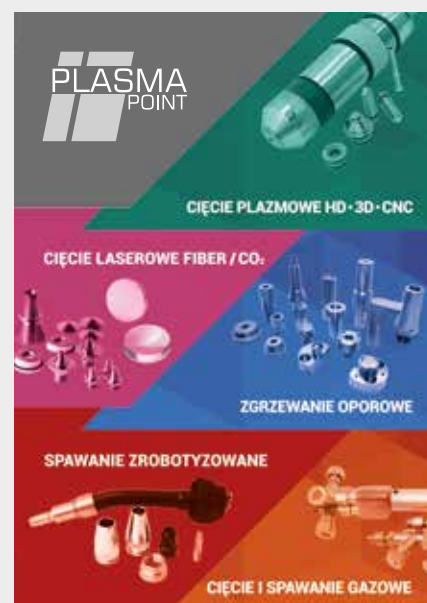 PLASMA
POINT
CIĘCIE PLAZMOWE HD·3D·CNC
CIĘCIE LASEROWE FIBER / CO₂
ZGRZEWANIE OPOROWE
SPAWANIE ZROBOTYZOWANE
CIĘCIE I SPAWANIE GAZOWE